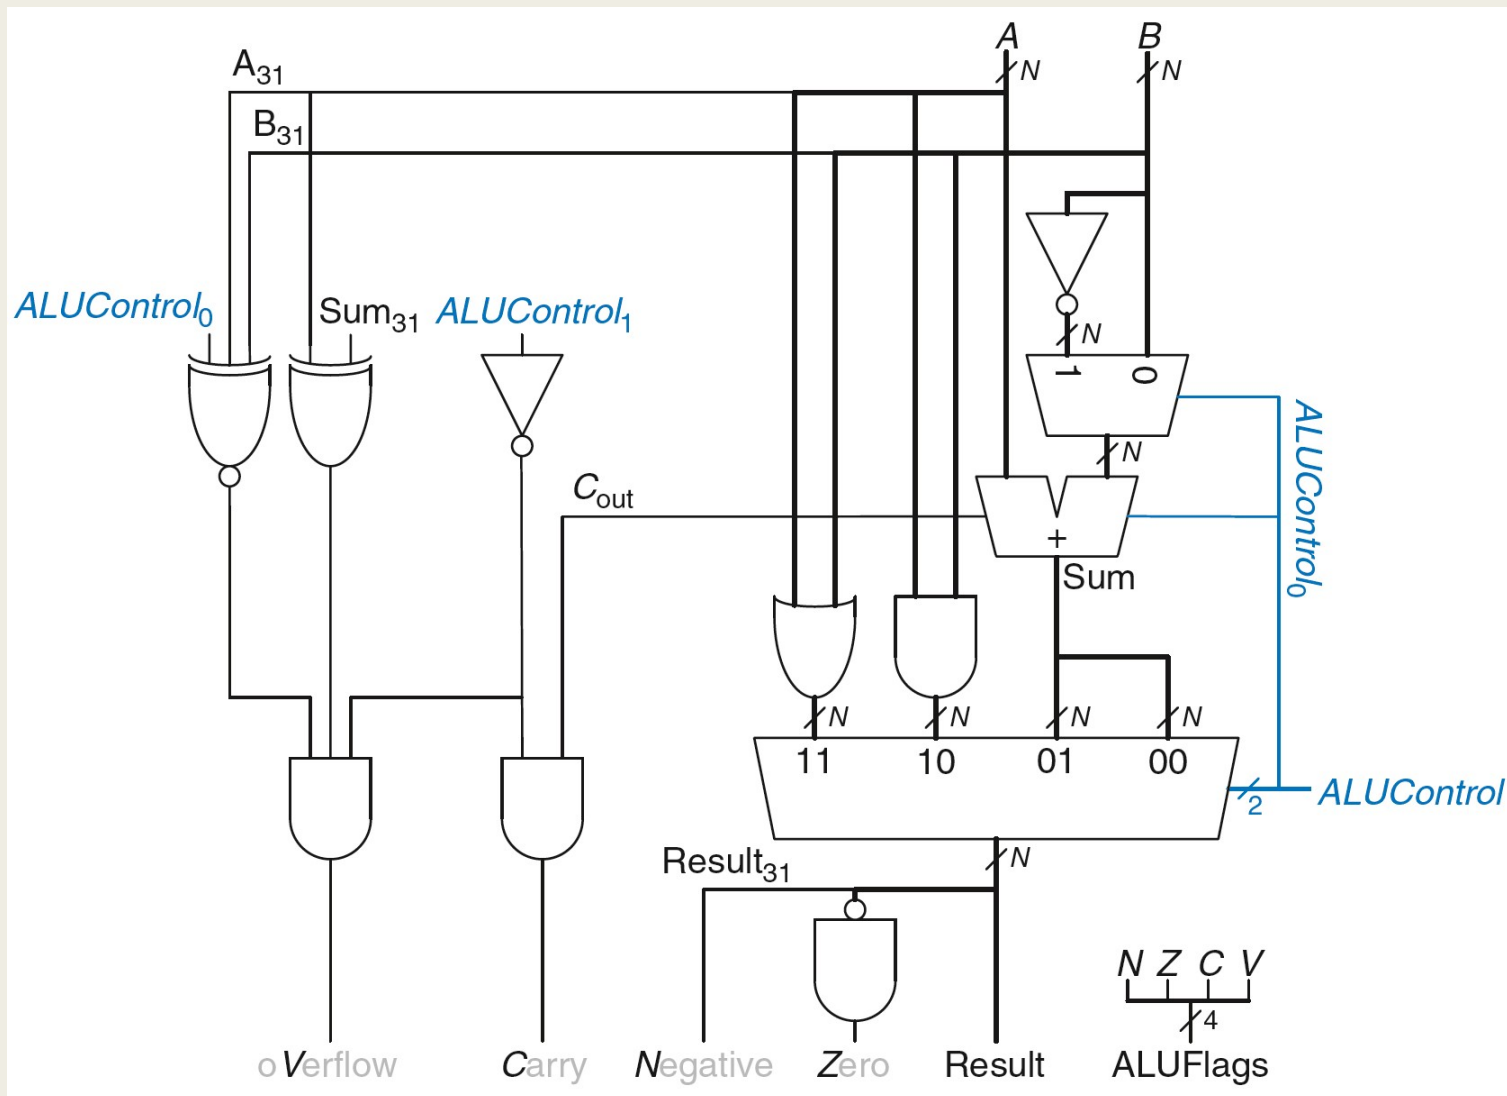 A B
A31 N N
B31
ALUControl0 Sum31 ALUControl1
N
1 0
ALUControl0
N
Cout
+
Sum
N N N N
11 10 01 00
2 ALUControl
Result31 N
N Z C V
4
oVerflow Carry Negative Zero Result ALUFlags